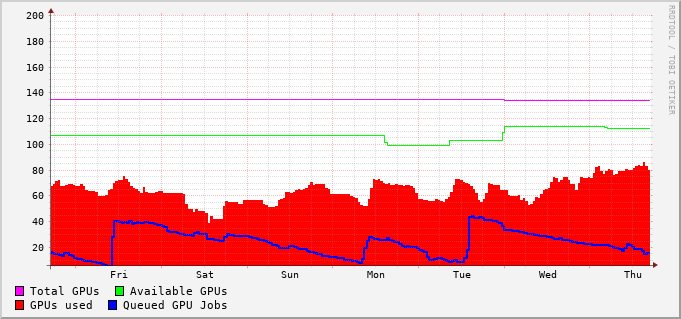 200
180
160
140
120
100
80
60
40
20
Fri Sat Sun Mon Tue Wed Thu
Total GPUs Available GPUs
GPUs used Queued GPU Jobs
RRDTOOL / TOBI OETIKER